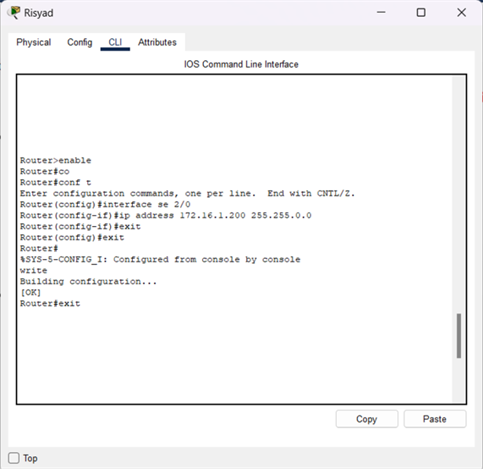 Risyad
Physical Config CLI Attributes
IOS Command Line Interface
Router>enable
Router#co
Router#conf t
Enter configuration commands, one per line. End with CNTL/Z.
Router(config)#interface se 2/0
Router(config-if)#ip address 172.16.1.200 255.255.0.0
Router(config-if)#exit
Router(config)#exit
Router#
%SYS-5-CONFIG_I: Configured from console by console
write
Building configuration...
[OK]
Router#exit
Copy Paste
Top